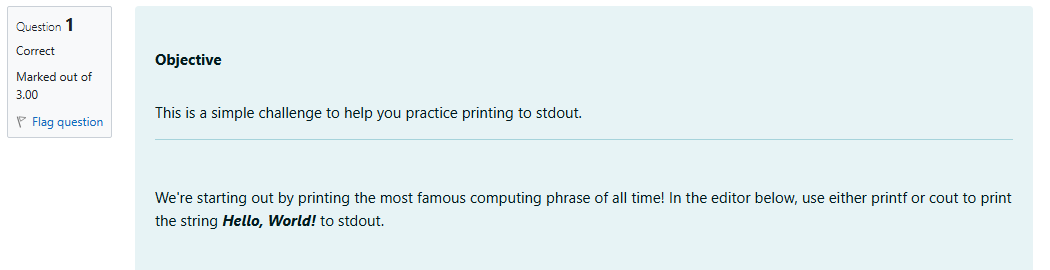 Question 1
Correct
Marked out of
3.00
Flag question
Objective
This is a simple challenge to help you practice printing to stdout.
We're starting out by printing the most famous computing phrase of all time! In the editor below, use either printf or cout to print
the string Hello, World! to stdout.